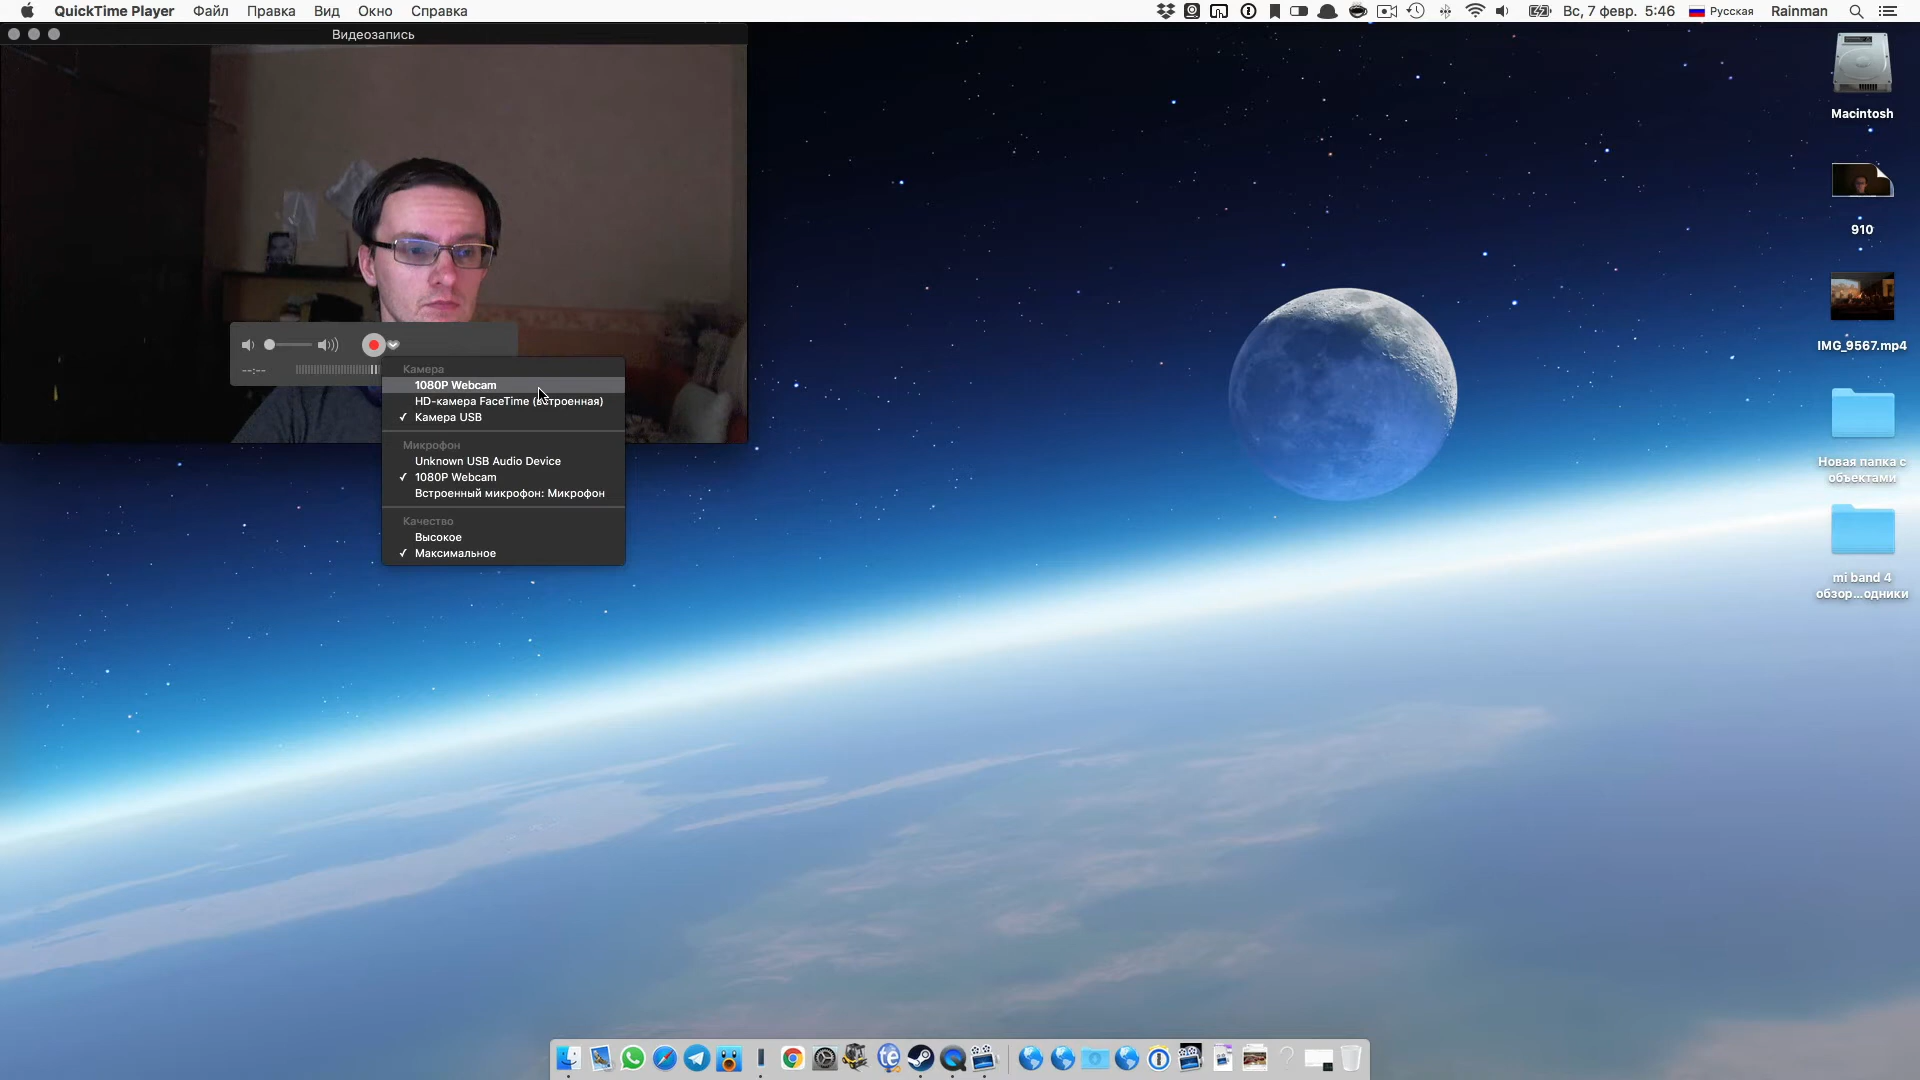 QuickTime Player Файл Правка Вид Окно Справка Вс, 7 февр. 5:46 Русская Rainman
Видеозапись
--:--
Камера
1080P Webcam
HD-камера FaceTime (встроенная)
✓ Камера USB
Микрофон
Unknown USB Audio Device
✓ 1080P Webcam
Встроенный микрофон: Микрофон
Качество
Высокое
✓ Максимальное
Macintosh
910
IMG_9567.mp4
Новая папка с
объектами
mi band 4
обзор...одники
te